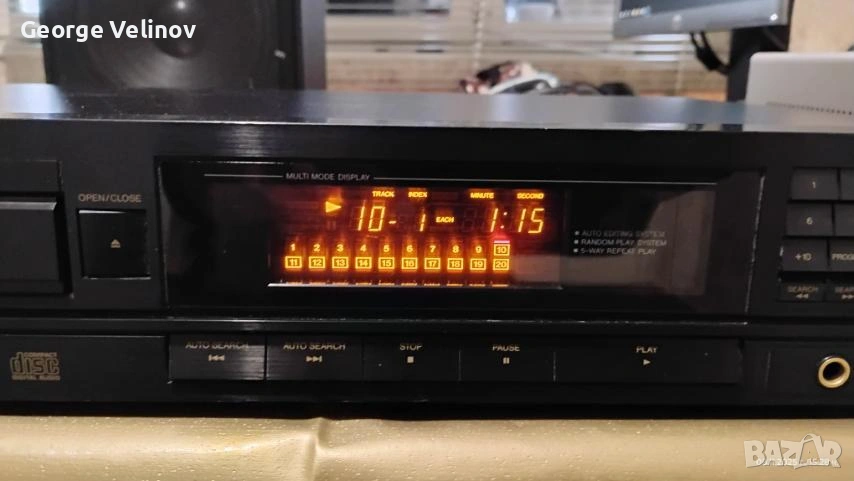 George Velinov
MULTI MODE DISPLAY
OPEN/CLOSE
TRACK INDEX MINUTE SECOND
10 - 1 EACH 1:15
1 2 3 4 5 6 7 8 9 10
11 12 13 14 15 16 17 18 19 20
AUTO EDITING SYSTEM
RANDOM PLAY SYSTEM
5-WAY REPEAT PLAY
1
6
+10 PROG
SEARCH SEAR
COMPACT
disc
DIGITAL AUDIO
AUTO SEARCH AUTO SEARCH STOP PAUSE PLAY
BAZAR